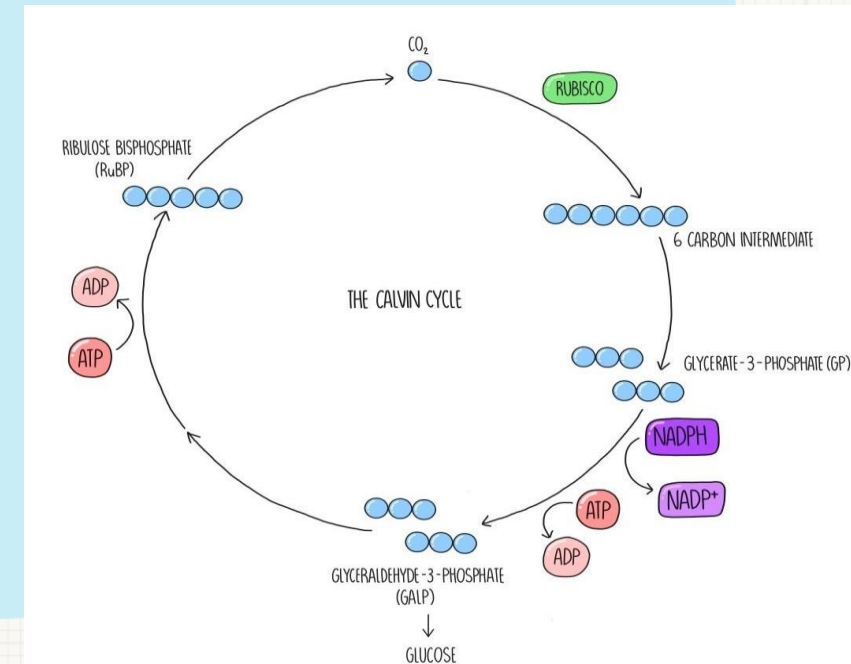 CO₂
RUBISCO
RIBULOSE BISPHOSPHATE
(RuBP)
6 CARBON INTERMEDIATE
ADP
THE CALVIN CYCLE
ATP
GLYCERATE-3-PHOSPHATE (GP)
NADPH
NADP⁺
ATP
ADP
GLYCERALDEHYDE-3-PHOSPHATE
(GALP)
GLUCOSE